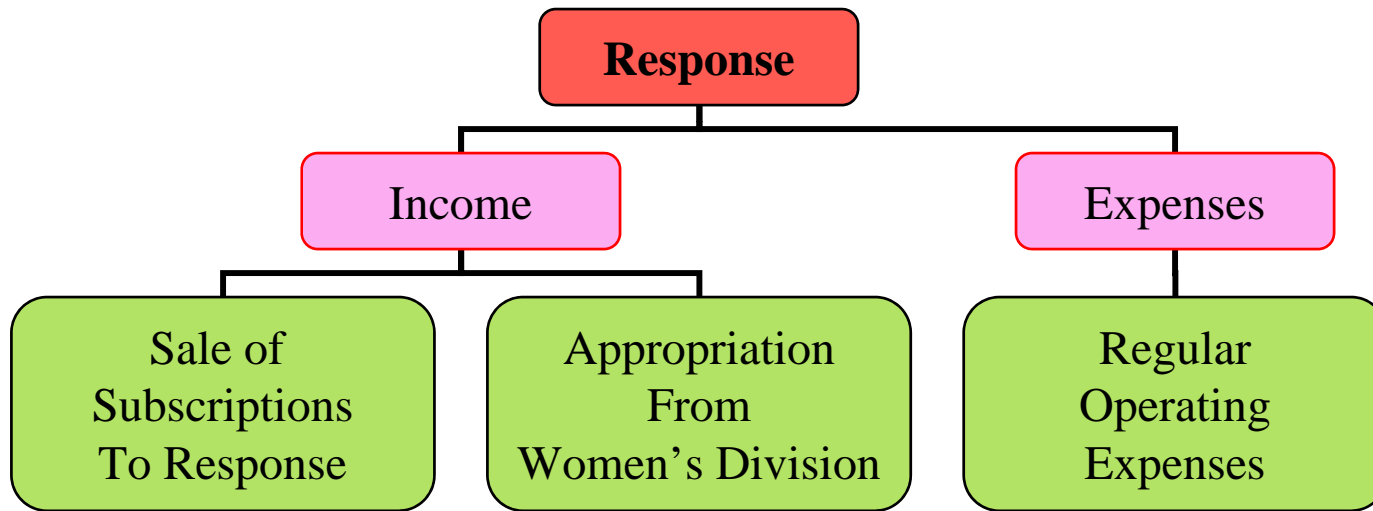 Response
Income
Expenses
Sale of
Subscriptions
To Response
Appropriation
From
Women’s Division
Regular
Operating
Expenses